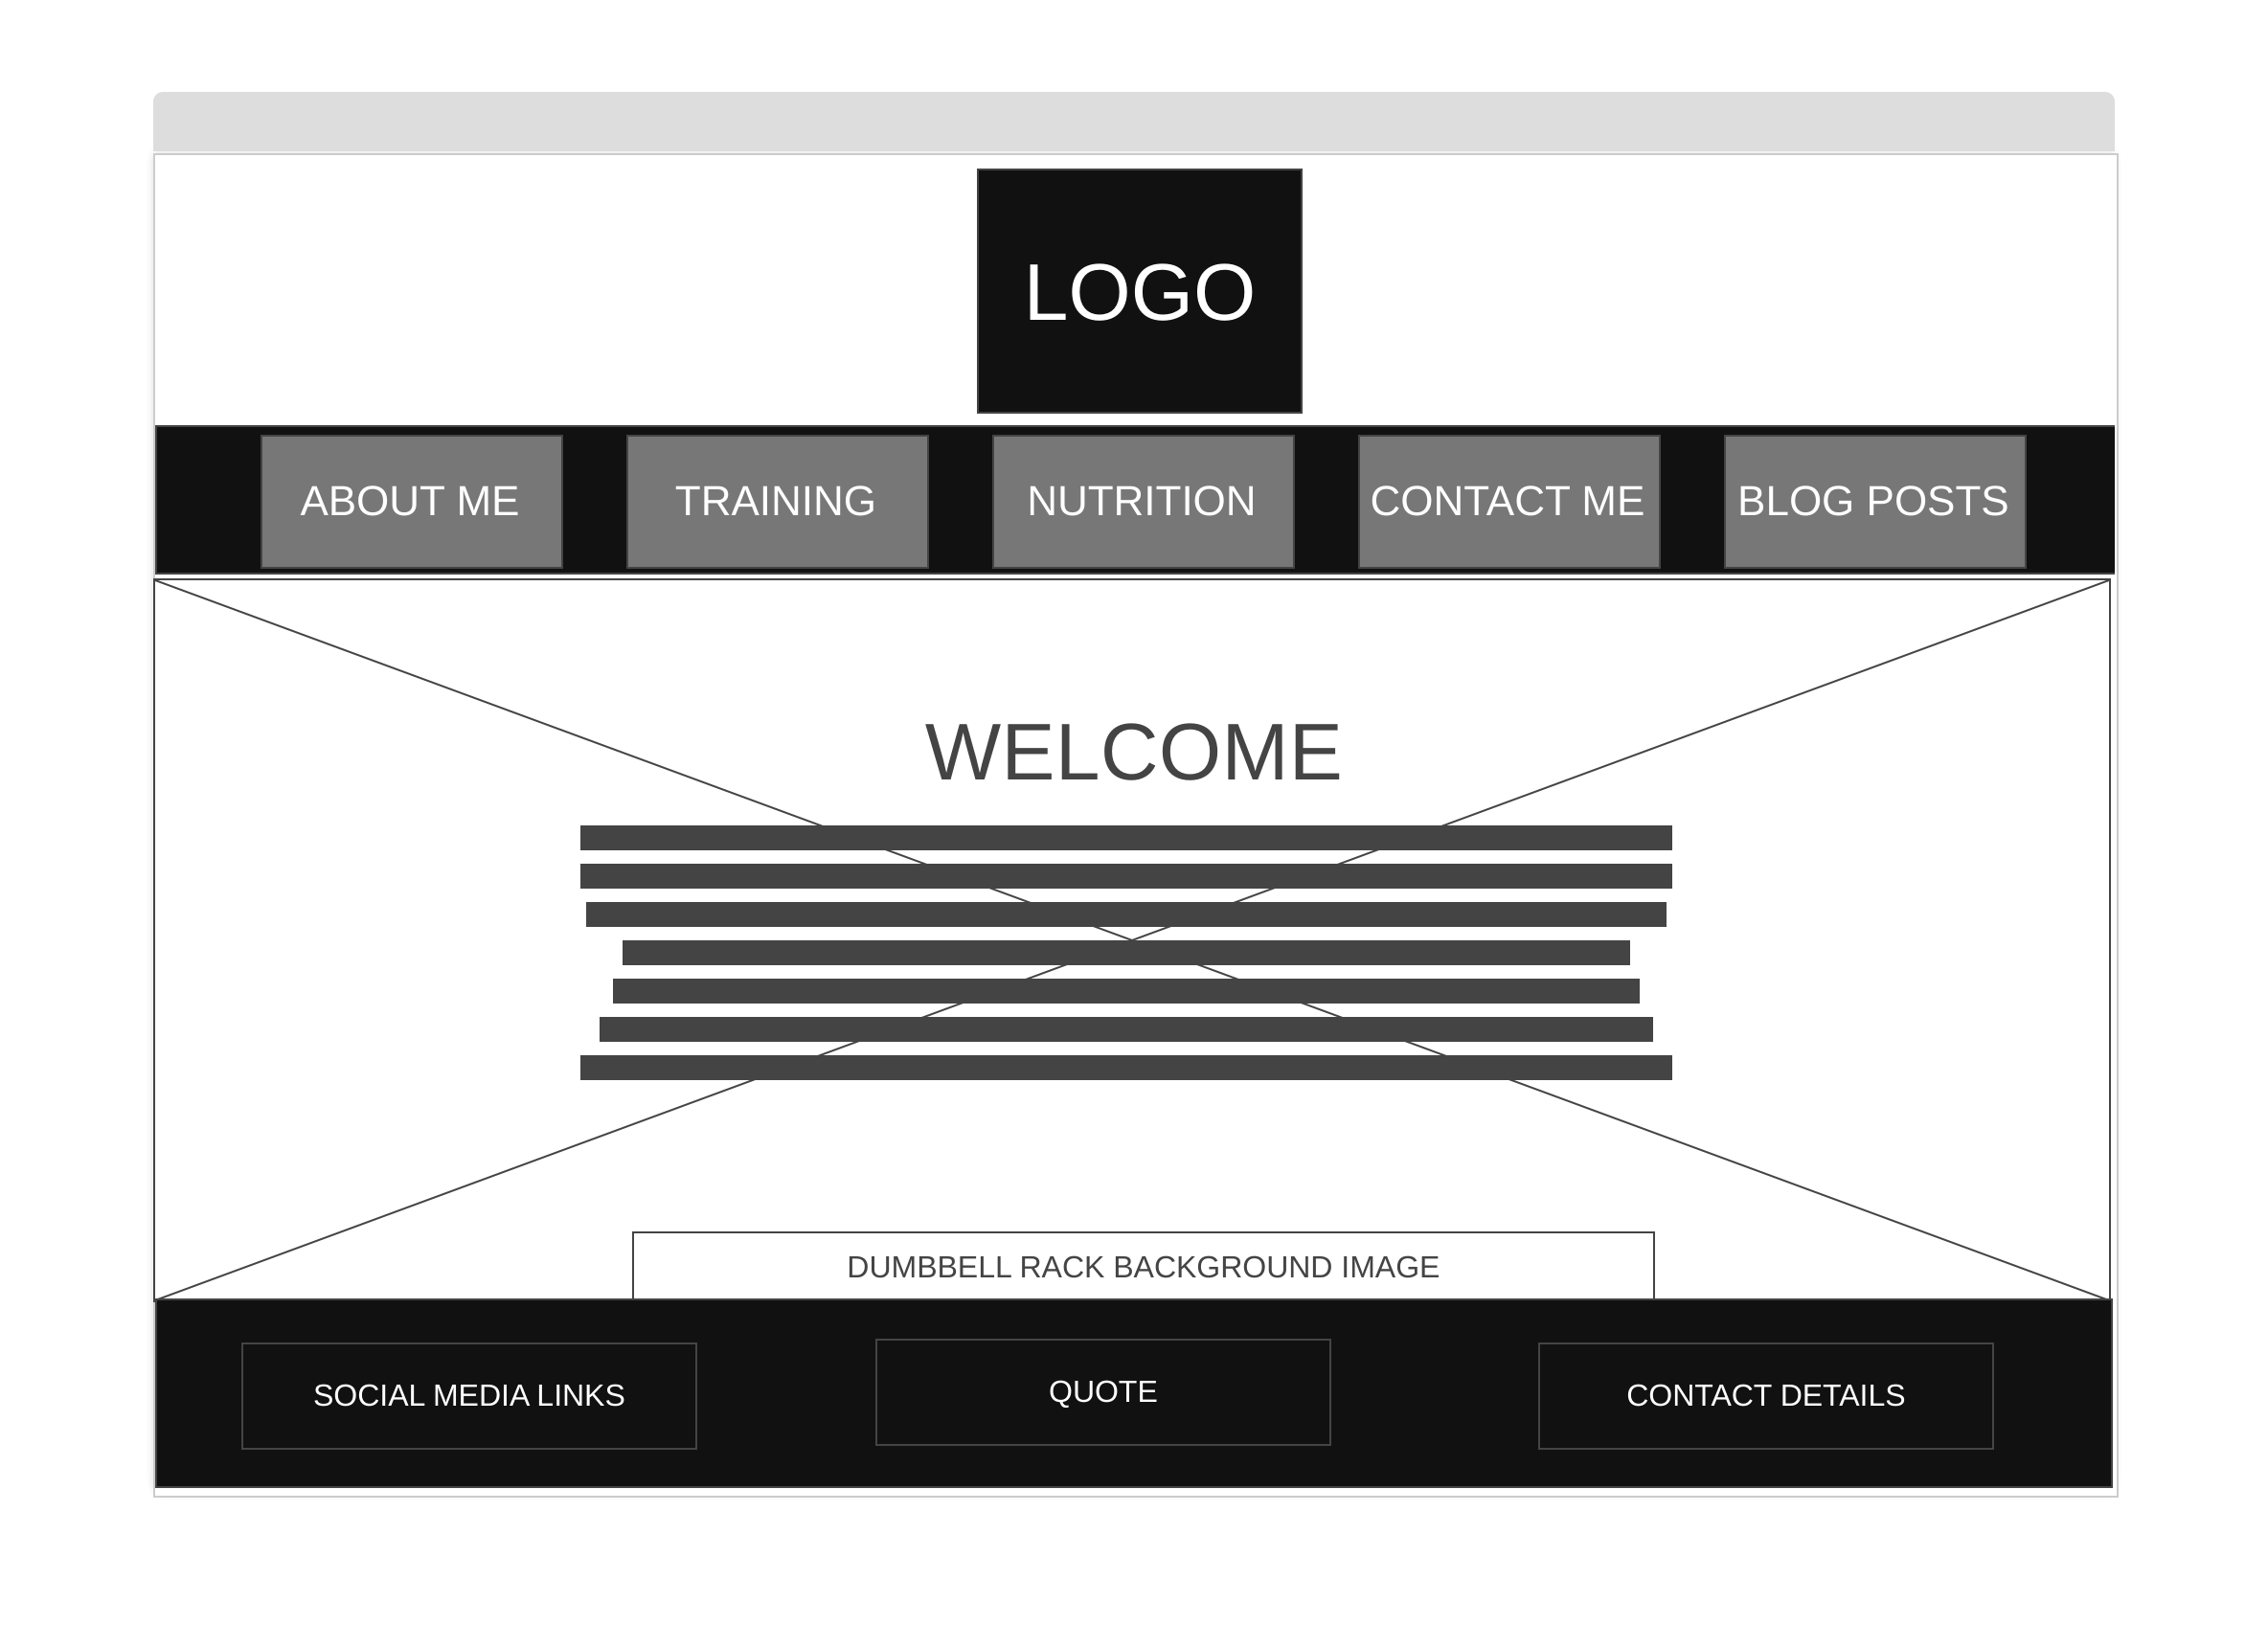 LOGO
ABOUT ME
TRAINING
NUTRITION
CONTACT ME
BLOG POSTS
WELCOME
DUMBBELL RACK BACKGROUND IMAGE
SOCIAL MEDIA LINKS
QUOTE
CONTACT DETAILS